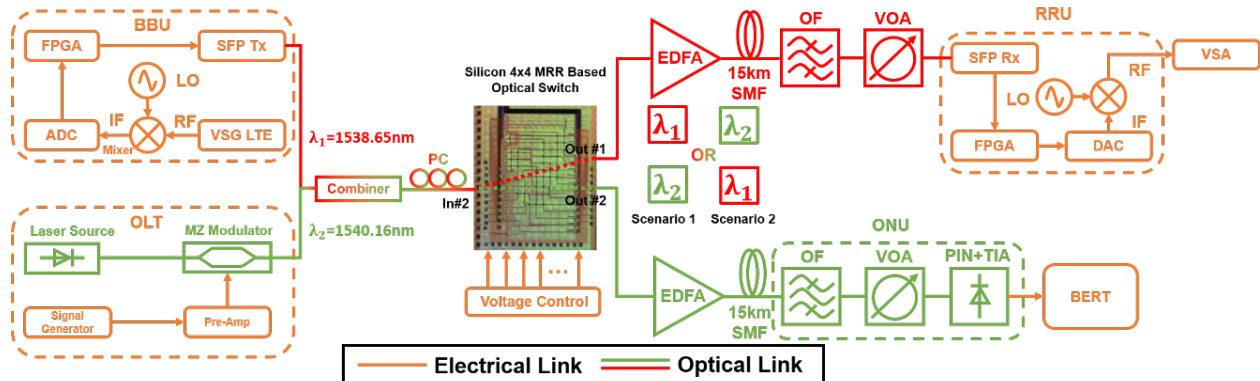 BBU
FPGA
SFP Tx
LO
ADC
IF
Mixer
RF
VSG LTE
λ1=1538.65nm
OLT
Laser Source
MZ Modulator
Signal
Generator
Pre-Amp
λ2=1540.16nm
Combiner
PC
In#2
Silicon 4x4 MRR Based
Optical Switch
Out #1
Out #2
Voltage Control
...
EDFA
15km
SMF
OF
VOA
λ1
λ2
OR
λ2
λ1
Scenario 1
Scenario 2
RRU
SFP Rx
RF
LO
IF
FPGA
DAC
VSA
EDFA
15km
SMF
ONU
OF
VOA
PIN+TIA
BERT
Electrical Link
Optical Link